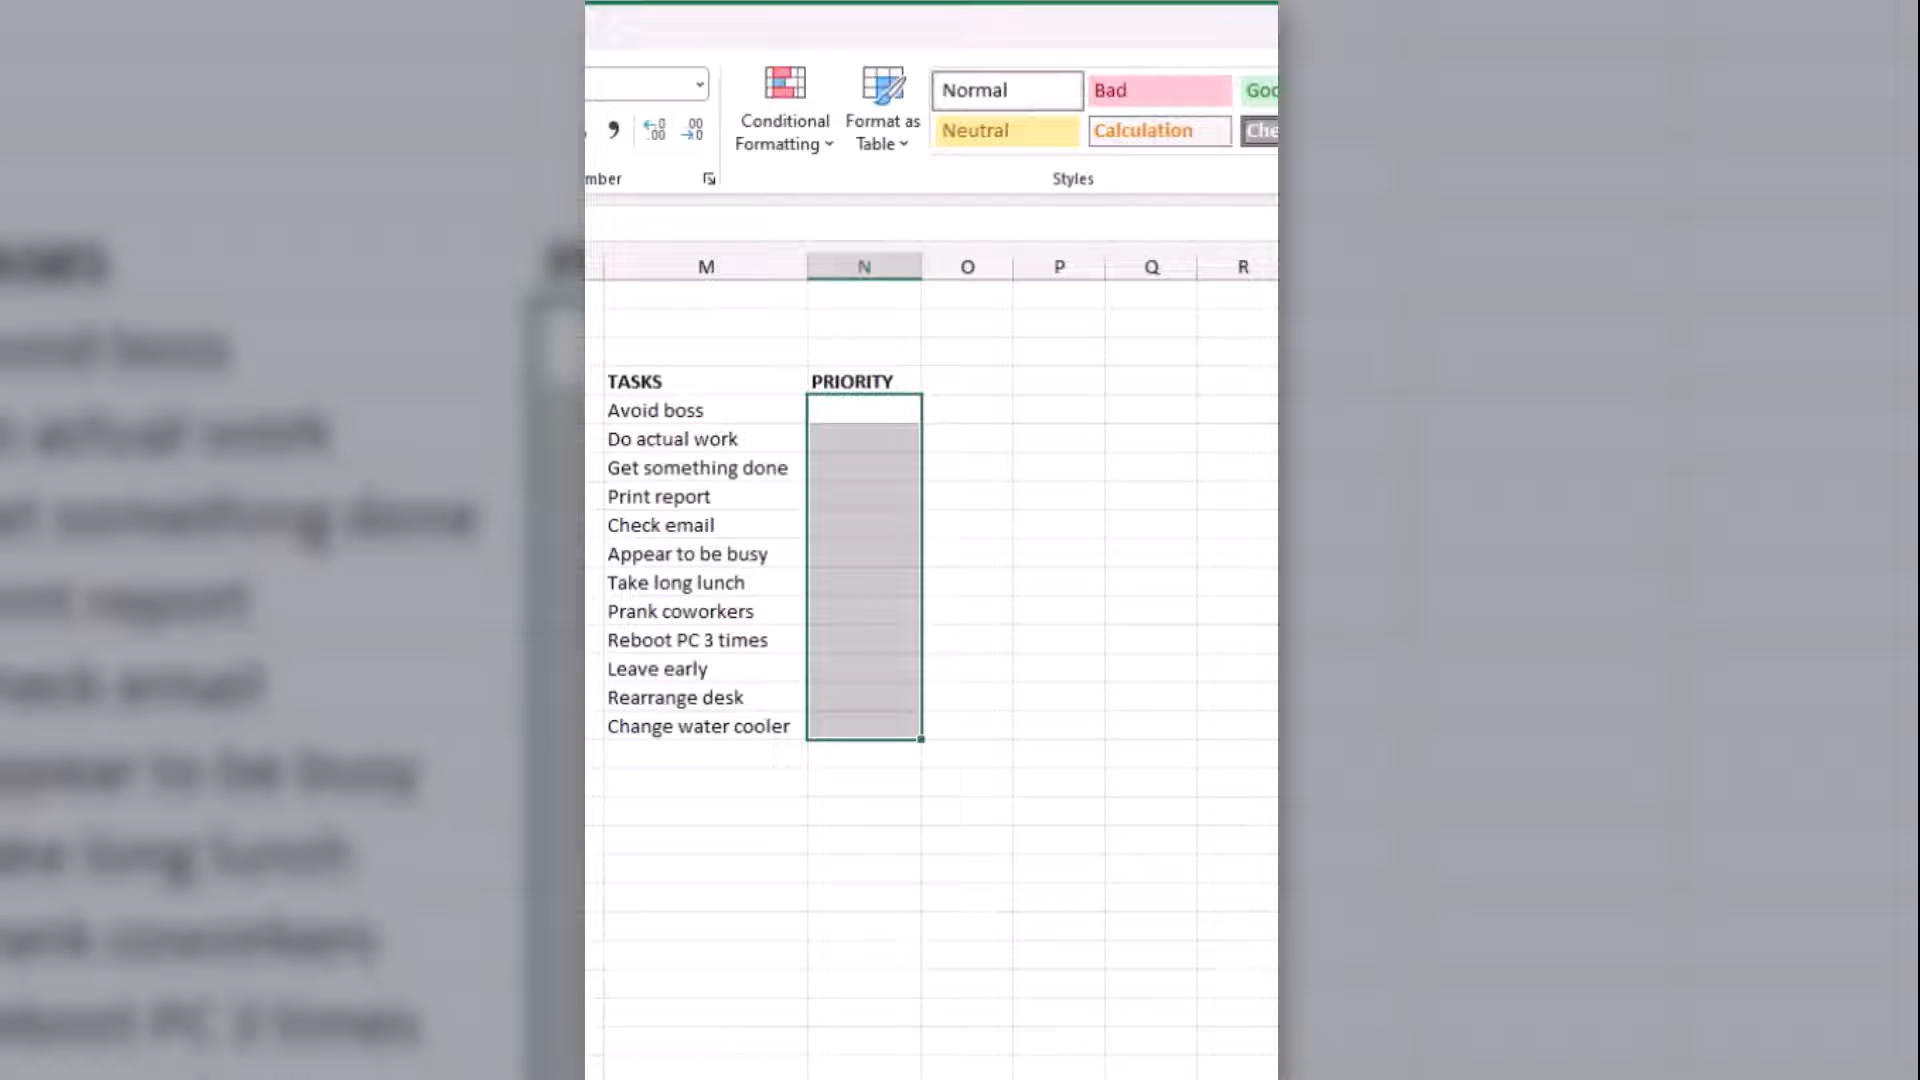 Normal Bad Goo
Conditional Formatting Format as Table
Neutral Calculation Che
mber Styles
M N O P Q R
TASKS PRIORITY
Avoid boss
Do actual work
Get something done
Print report
Check email
Appear to be busy
Take long lunch
Prank coworkers
Reboot PC 3 times
Leave early
Rearrange desk
Change water cooler